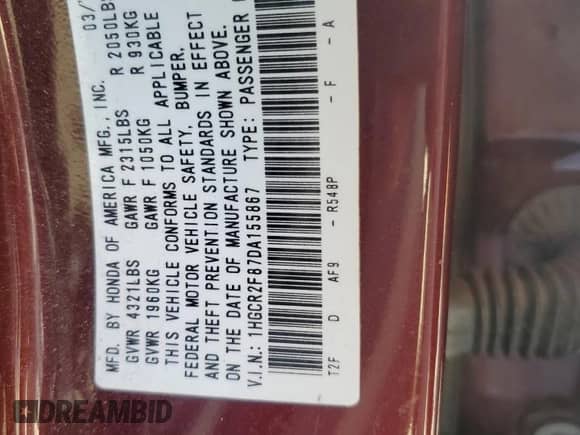 MFD. BY HONDA OF AMERICA MFG., INC. 03/
GVWR 4321LBS GAWR F 2315LBS R 2050LB
GVWR 1960KG GAWR F 1050KG R 930KG
THIS VEHICLE CONFORMS TO ALL APPLICABLE
FEDERAL MOTOR VEHICLE SAFETY, BUMPER,
AND THEFT PREVENTION STANDARDS IN EFFECT
ON THE DATE OF MANUFACTURE SHOWN ABOVE.
V.I.N.: 1HGCR2F87DA155867 TYPE: PASSENGER
T2F D AF9 - R548P - F - A
DREAMBID